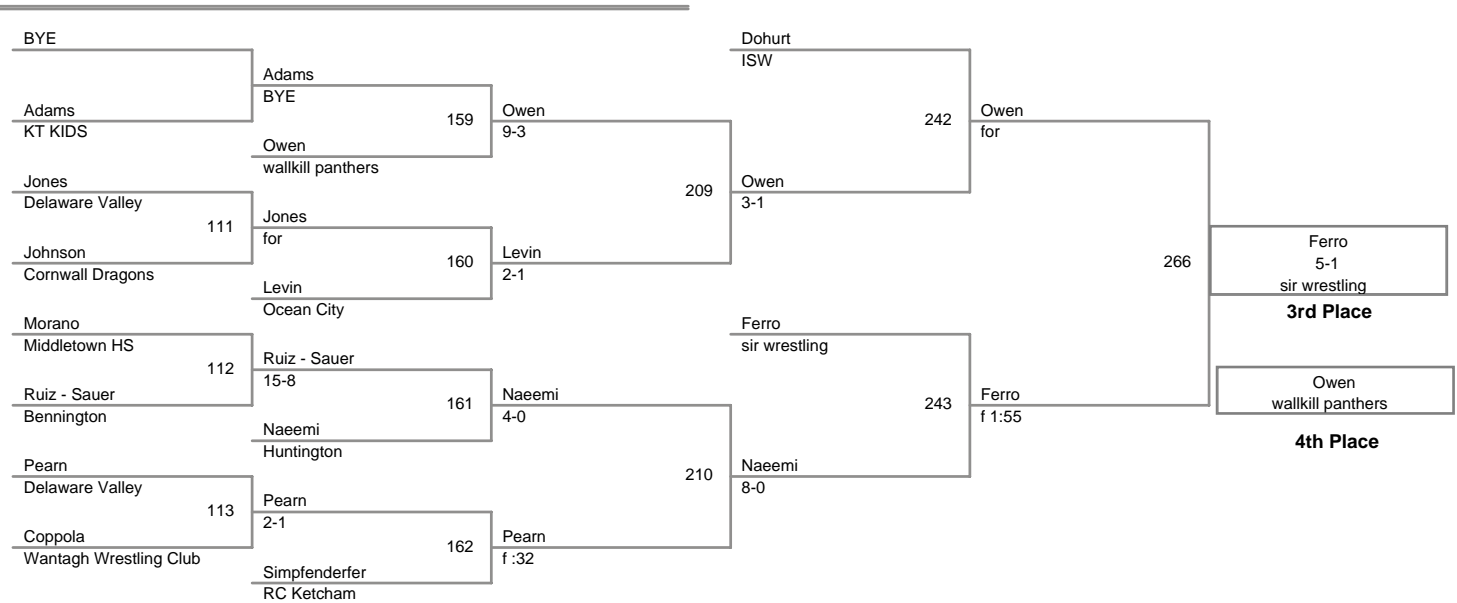 BYE
Adams
KT KIDS
Jones
Delaware Valley
111
Johnson
Cornwall Dragons
Morano
Middletown HS
112
Ruiz - Sauer
Bennington
Pearn
Delaware Valley
113
Coppola
Wantagh Wrestling Club
Adams
BYE
159
Owen
wallkill panthers
Jones
for
160
Levin
Ocean City
Ruiz - Sauer
15-8
161
Naeemi
Huntington
Pearn
2-1
162
Simpfenderfer
RC Ketcham
Owen
9-3
209
Levin
2-1
Naeemi
4-0
210
Pearn
f :32
Dohurt
ISW
242
Owen
3-1
Ferro
sir wrestling
243
Naeemi
8-0
Owen
for
266
Ferro
f 1:55
Ferro
5-1
sir wrestling
3rd Place
Owen
wallkill panthers
4th Place